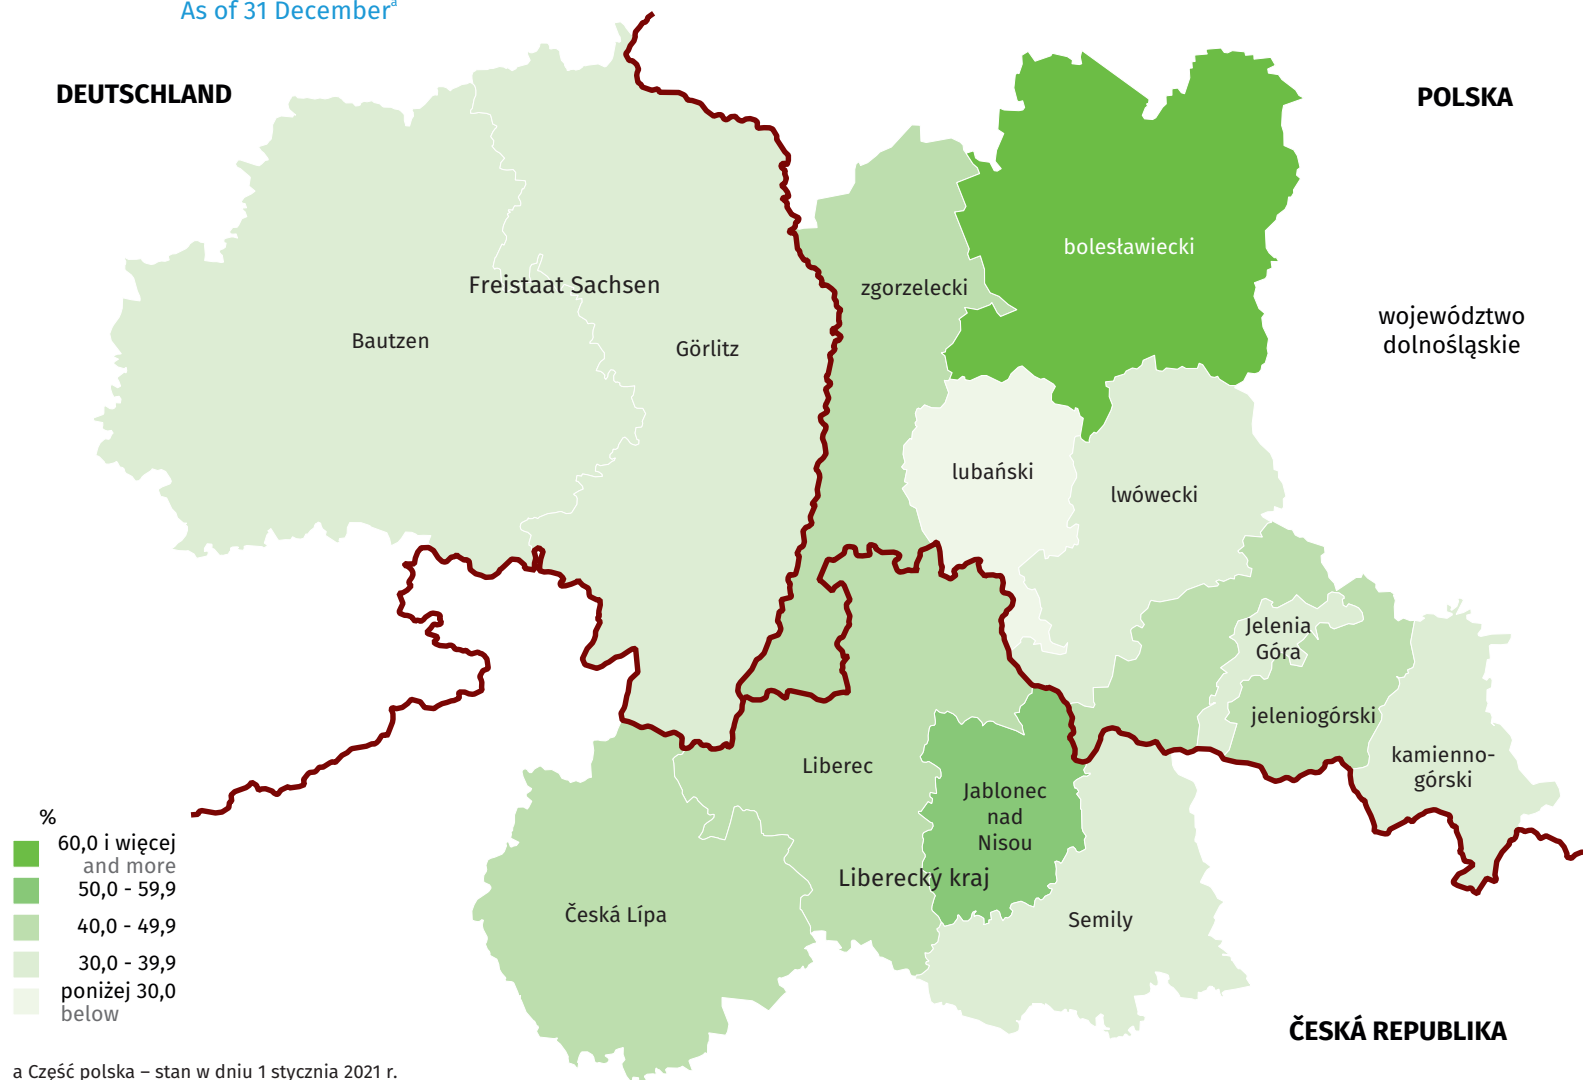 As of 31 December a
DEUTSCHLAND
POLSKA
bolesławiecki
Freistaat Sachsen
zgorzelecki
województwo
dolnośląskie
Bautzen
Görlitz
lubański
lwówecki
Jelenia
Góra
jeleniogórski
kamienno-
górski
Liberec
Jablonec
nad
Nisou
Liberecký kraj
Česká Lípa
Semily
%
60,0 i więcej
and more
50,0 - 59,9
40,0 - 49,9
30,0 - 39,9
poniżej 30,0
below
ČESKÁ REPUBLIKA
a Część polska – stan w dniu 1 stycznia 2021 r.